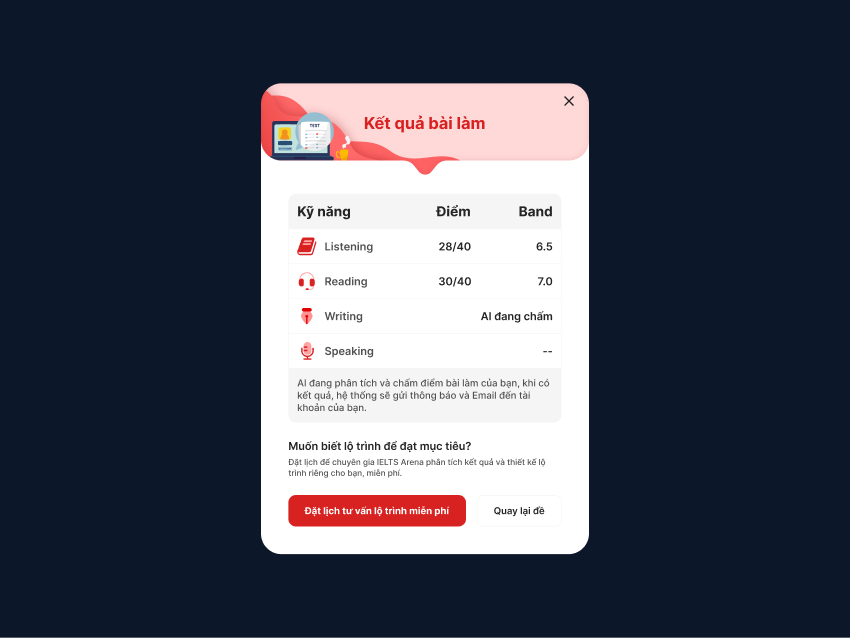 TEST
Kết quả bài làm
Kỹ năng Điểm Band
Listening 28/40 6.5
Reading 30/40 7.0
Writing AI đang chấm
Speaking --
AI đang phân tích và chấm điểm bài làm của bạn, khi có
kết quả, hệ thống sẽ gửi thông báo và Email đến tài
khoản của bạn.
Muốn biết lộ trình để đạt mục tiêu?
Đặt lịch để chuyên gia IELTS Arena phân tích kết quả và thiết kế lộ
trình riêng cho bạn, miễn phí.
Đặt lịch tư vấn lộ trình miễn phí
Quay lại đề